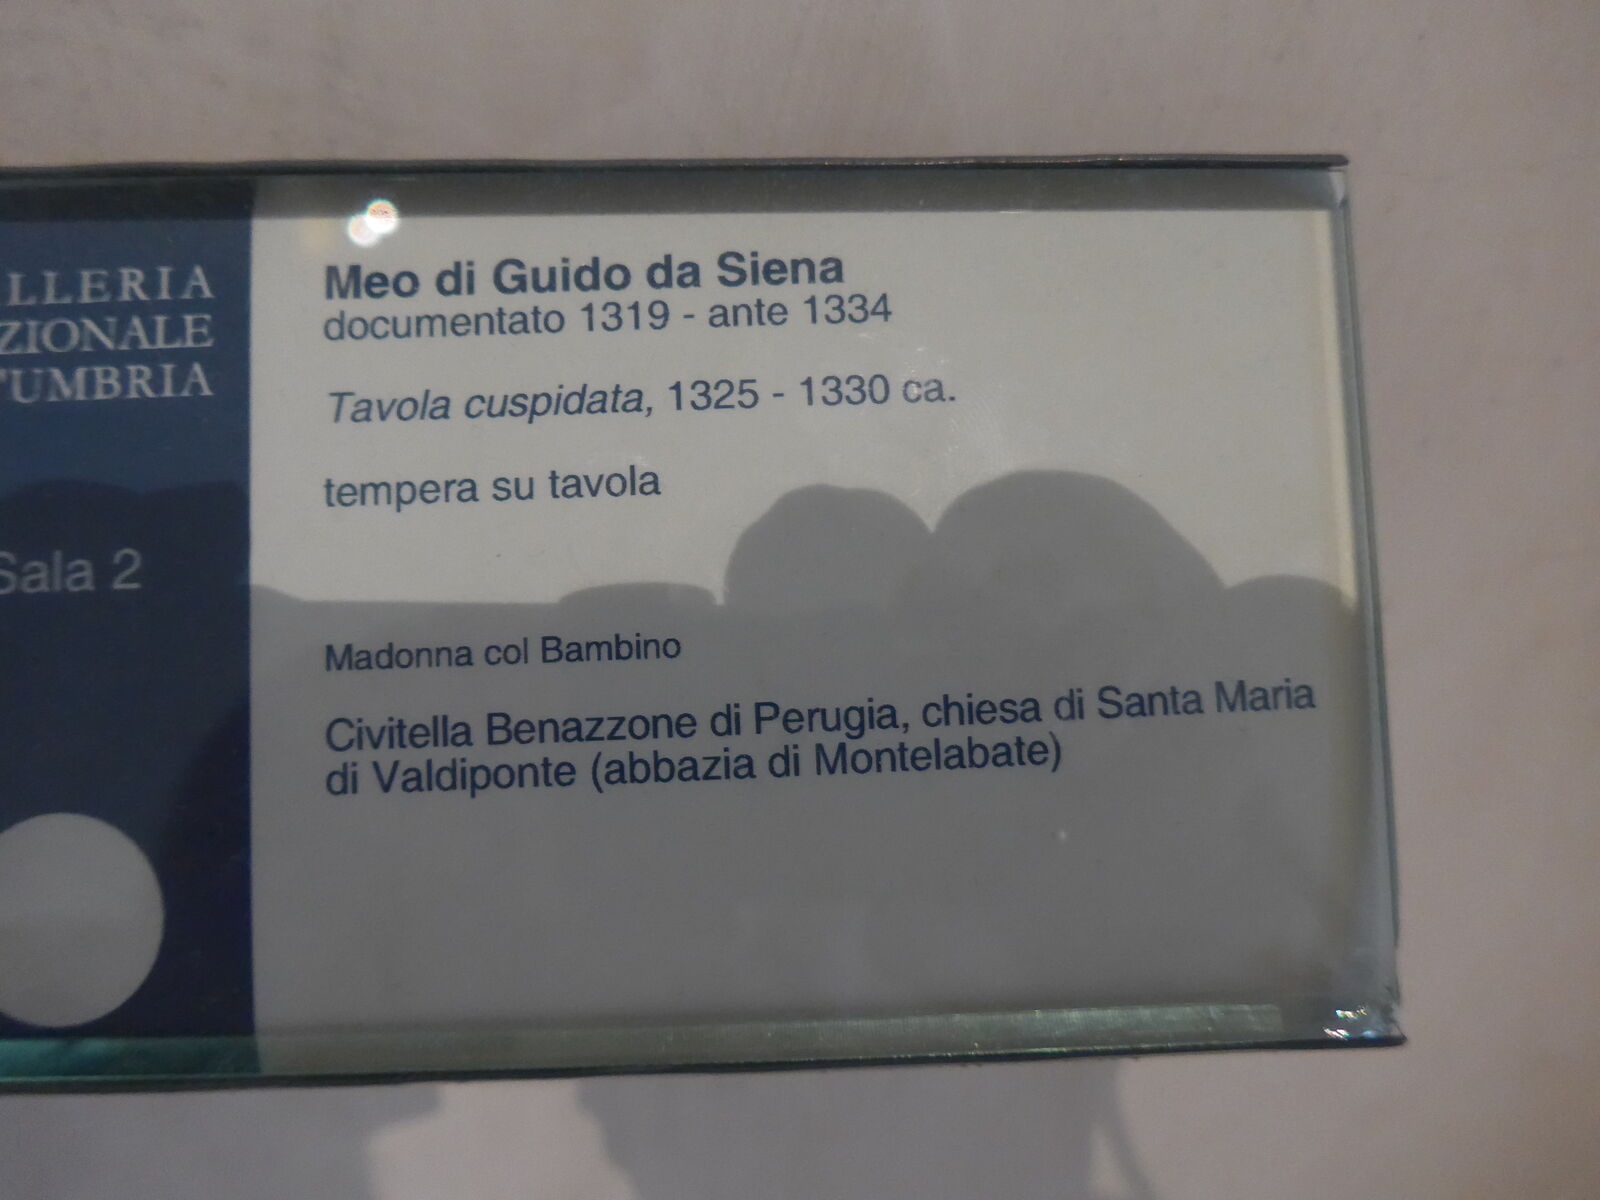 LLERIA
ZIONALE
'UMBRIA
Sala 2
Meo di Guido da Siena
documentato 1319 - ante 1334
Tavola cuspidata, 1325 - 1330 ca.
tempera su tavola
Madonna col Bambino
Civitella Benazzone di Perugia, chiesa di Santa Maria
di Valdiponte (abbazia di Montelabate)